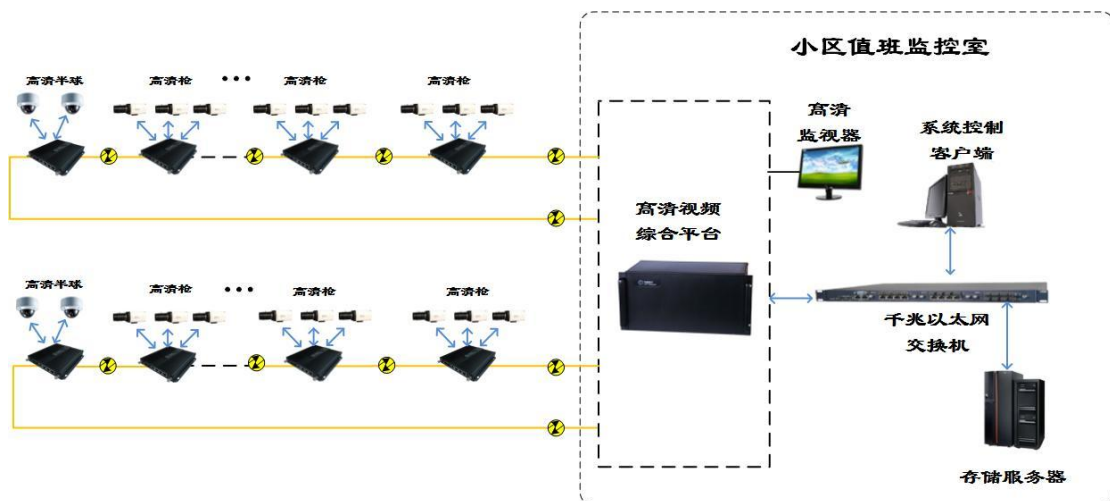 小区值班监控室
高清半球
高清枪
•••
高清枪
高清枪
高清
监视器
系统控制
客户端
高清视频
综合平台
高清半球
高清枪
•••
高清枪
高清枪
千兆以太网
交换机
存储服务器